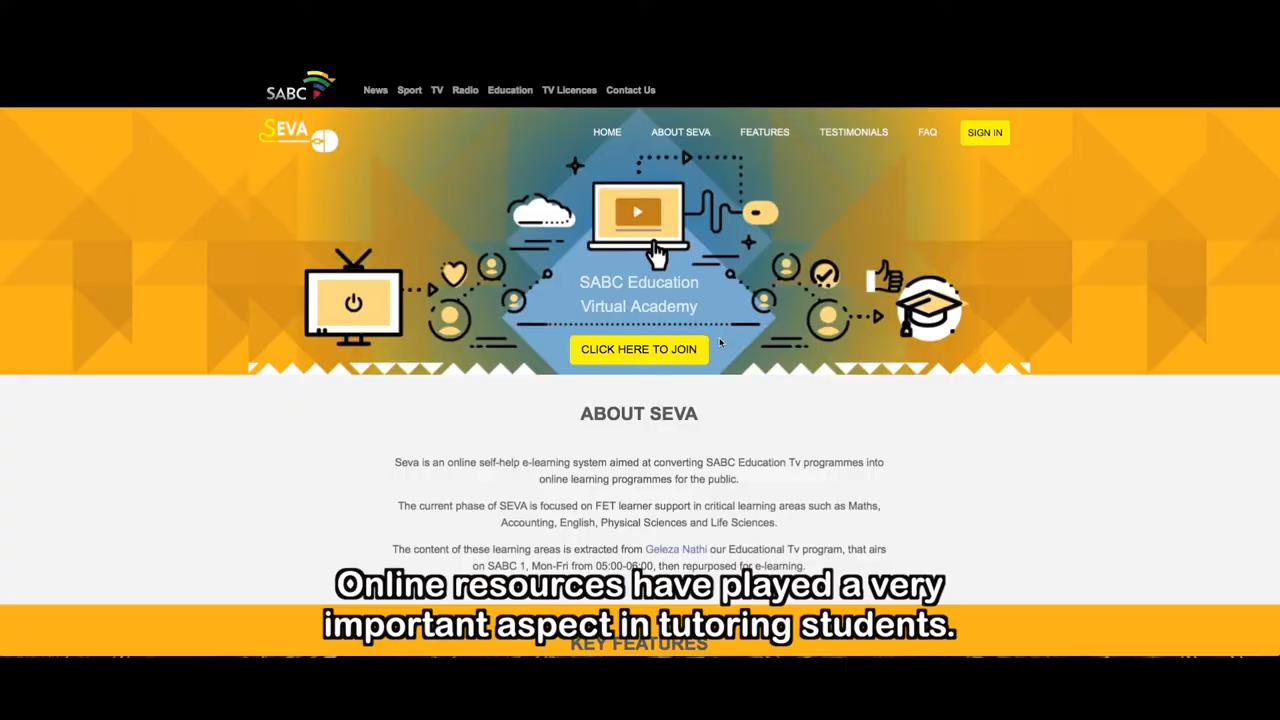 SABC
News Sport TV Radio Education TV Licences Contact Us
SEVA
HOME ABOUT SEVA FEATURES TESTIMONIALS FAQ SIGN IN
SABC Education
Virtual Academy
CLICK HERE TO JOIN
ABOUT SEVA
Seva is an online self-help e-learning system aimed at converting SABC Education Tv programmes into
online learning programmes for the public.
The current phase of SEVA is focused on FET learner support in critical learning areas such as Maths,
Accounting, English, Physical Sciences and Life Sciences.
The content of these learning areas is extracted from Geleza Nathi our Educational Tv program, that airs
on SABC 1, Mon-Fri from 05:00-06:00, then repurposed for e-learning.
Online resources have played a very
important aspect in tutoring students.
KEY FEATURES